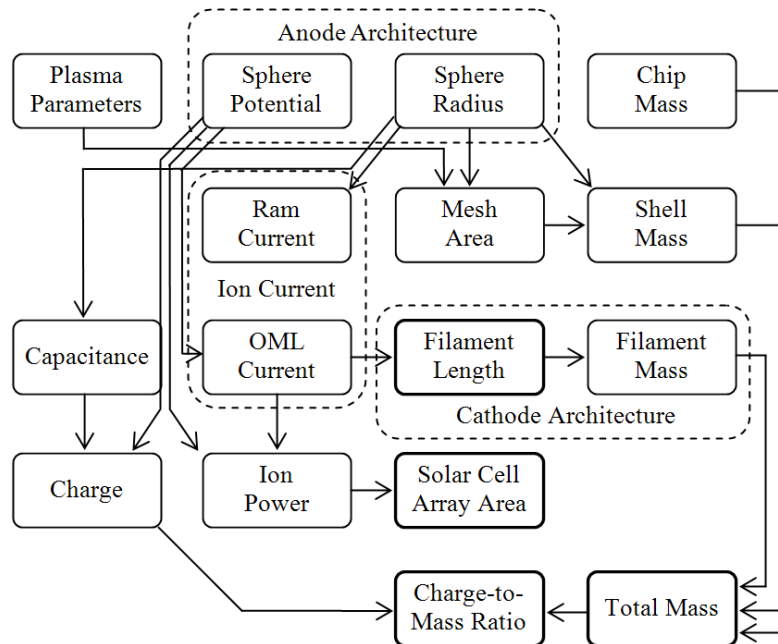 Anode Architecture
Plasma
Parameters
Sphere
Potential
Sphere
Radius
Chip
Mass
Ram
Current
Mesh
Area
Shell
Mass
Ion Current
Capacitance
OML
Current
Filament
Length
Filament
Mass
Cathode Architecture
Charge
Ion
Power
Solar Cell
Array Area
Charge-to-
Mass Ratio
Total Mass